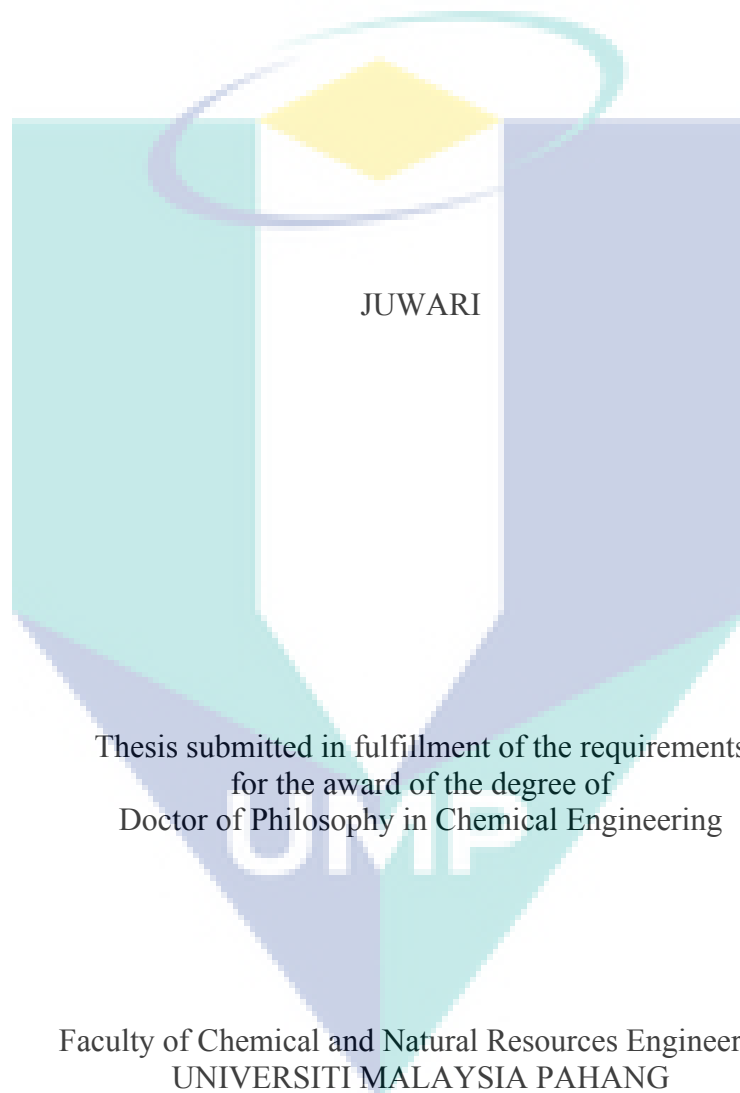 JUWARI
Thesis submitted in fulfillment of the requirements
for the award of the degree of
Doctor of Philosophy in Chemical Engineering
UMP
Faculty of Chemical and Natural Resources Engineer
UNIVERSITI MALAYSIA PAHANG